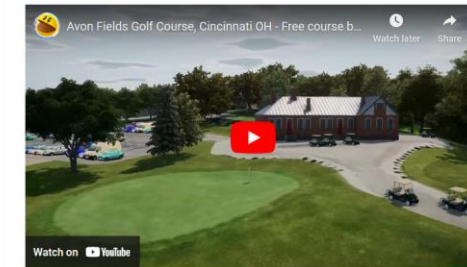 Avon Fields Golf Course, Cincinnati OH - Free course b...
Watch later
Share
Watch on YouTube